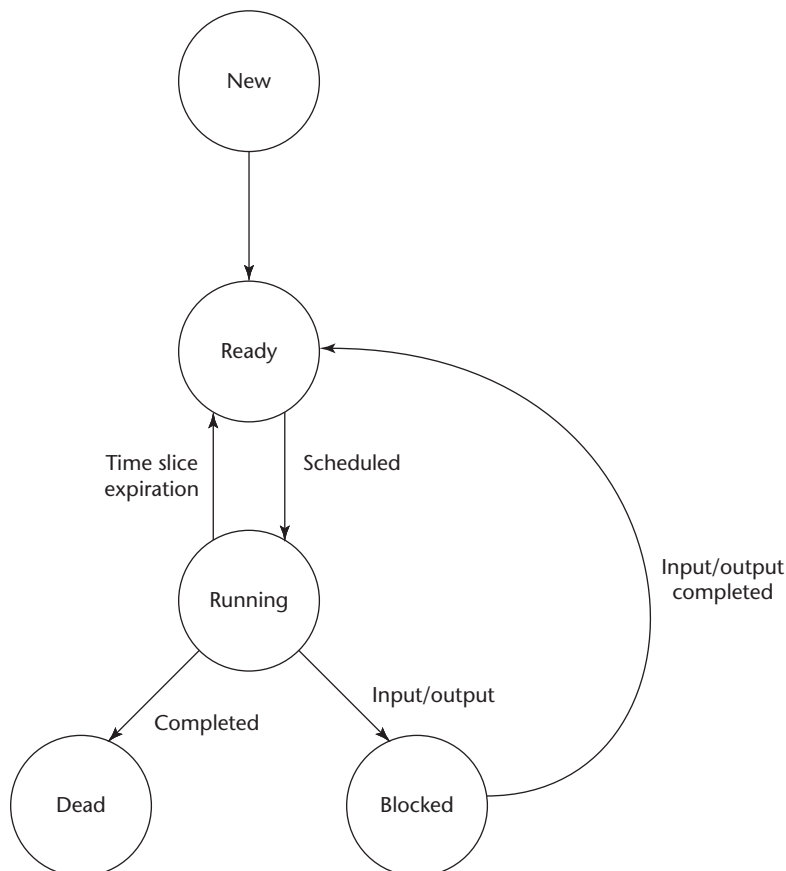 New
Ready
Time slice
expiration
Scheduled
Running
Input/output
completed
Input/output
Completed
Dead
Blocked